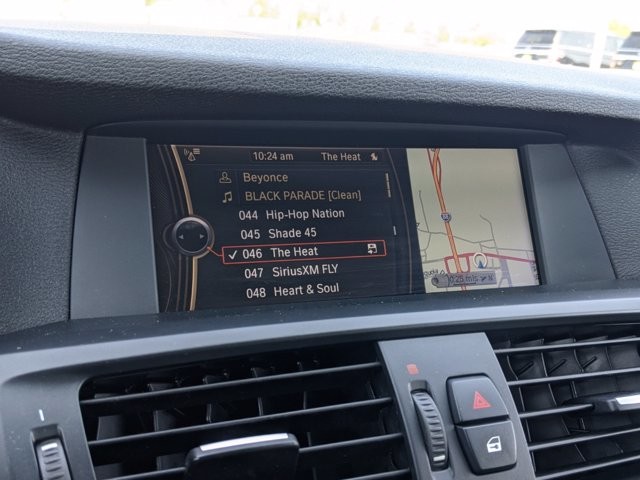 10:24 am The Heat
Beyonce
BLACK PARADE [Clean]
044 Hip-Hop Nation
045 Shade 45
046 The Heat
047 SiriusXM FLY
048 Heart & Soul